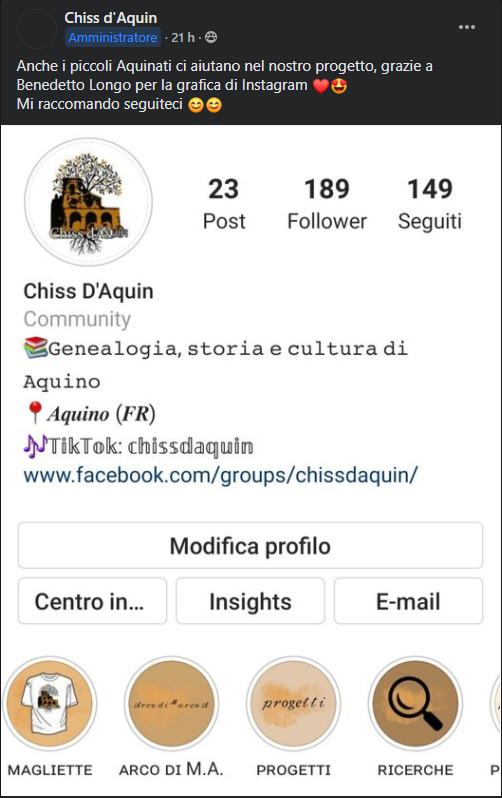 Chiss d'Aquin
Amministratore · 21 h ·
Anche i piccoli Aquinati ci aiutano nel nostro progetto, grazie a
Benedetto Longo per la grafica di Instagram ❤️🤩
Mi raccomando seguiteci 😊😊
Chiss d'Aquin
23 189 149
Post Follower Seguiti
Chiss D'Aquin
Community
📚Genealogia, storia e cultura di
Aquino
📍Aquino (FR)
🎶TikTok: chissdaquin
www.facebook.com/groups/chissdaquin/
Modifica profilo
Centro in... Insights E-mail
arco di m arco A progetti
MAGLIETTE ARCO DI M.A. PROGETTI RICERCHE P